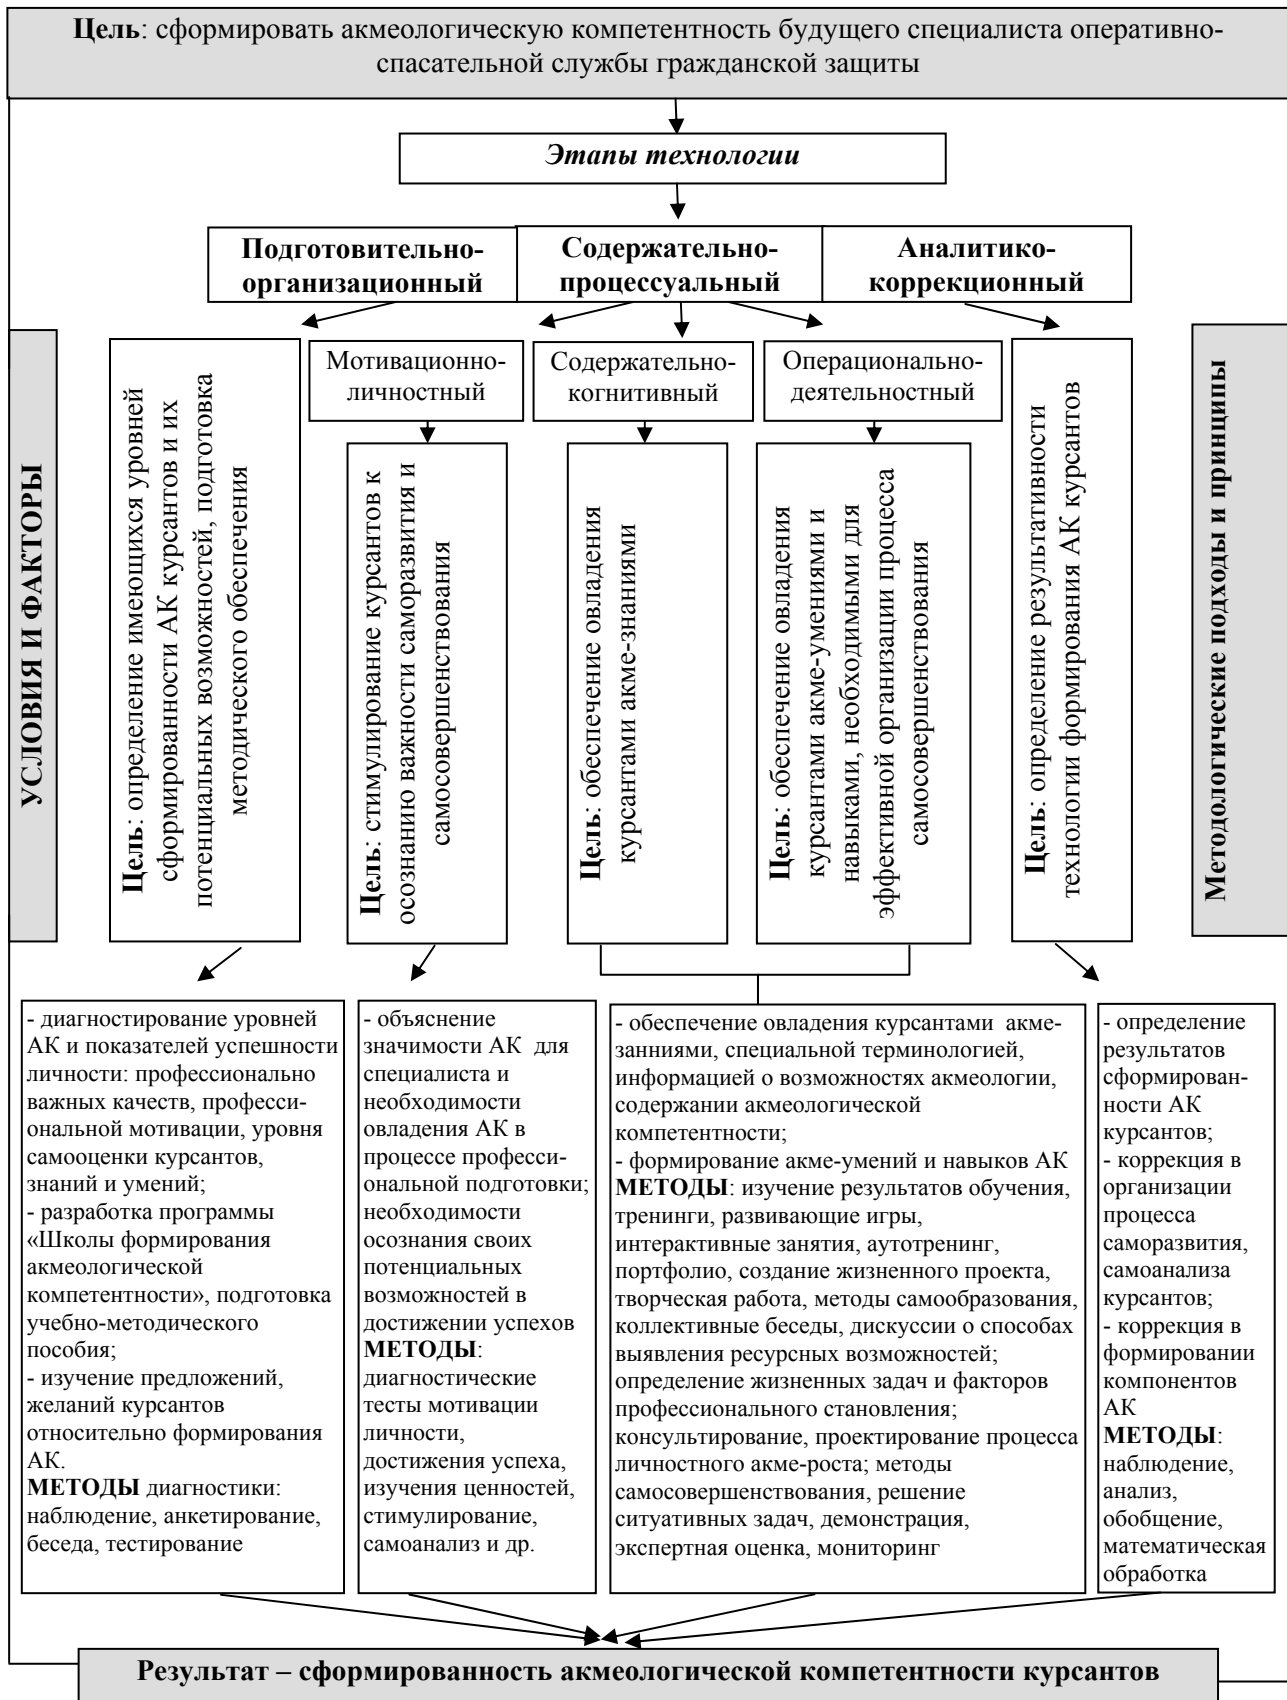 Цель: сформировать акмеологическую компетентность будущего специалиста оперативно-
спасательной службы гражданской защиты
Этапы технологии
Подготовительно-
организационный
Содержательно-
процессуальный
Аналитико-
коррекционный
УСЛОВИЯ И ФАКТОРЫ
Цель: определение имеющихся уровней
сформированности АК курсантов и их
потенциальных возможностей, подготовка
методического обеспечения
Мотивационно-
личностный
Содержательно-
когнитивный
Операционально-
деятельностный
Цель: стимулирование курсантов к
осознанию важности саморазвития и
самосовершенствования
Цель: обеспечение овладения
курсантами акме-знаниями
Цель: обеспечение овладения
курсантами акме-умениями и
навыками, необходимыми для
эффективной организации процесса
самосовершенствования
Цель: определение результативности
технологии формирования АК курсантов
Методологические подходы и принципы
- диагностирование уровней
АК и показателей успешности
личности: профессионально
важных качеств, професси-
ональной мотивации, уровня
самооценки курсантов,
знаний и умений;
- разработка программы
«Школы формирования
акмеологической
компетентности», подготовка
учебно-методического
пособия;
- изучение предложений,
желаний курсантов
относительно формирования
АК.
МЕТОДЫ диагностики:
наблюдение, анкетирование,
беседа, тестирование
- объяснение
значимости АК для
специалиста и
необходимости
овладения АК в
процессе професси-
ональной подготовки;
необходимости
осознания своих
потенциальных
возможностей в
достижении успехов
МЕТОДЫ:
диагностические
тесты мотивации
личности,
достижения успеха,
изучения ценностей,
стимулирование,
самоанализ и др.
- обеспечение овладения курсантами акме-
занниями, специальной терминологией,
информацией о возможностях акмеологии,
содержании акмеологической
компетентности;
- формирование акме-умений и навыков АК
МЕТОДЫ: изучение результатов обучения,
тренинги, развивающие игры,
интерактивные занятия, аутотренинг,
портфолио, создание жизненного проекта,
творческая работа, методы самообразования,
коллективные беседы, дискуссии о способах
выявления ресурсных возможностей;
определение жизненных задач и факторов
профессионального становления;
консультирование, проектирование процесса
личностного акме-роста; методы
самосовершенствования, решение
ситуативных задач, демонстрация,
экспертная оценка, мониторинг
- определение
результатов
сформирован-
ности АК
курсантов;
- коррекция в
организации
процесса
саморазвития,
самоанализа
курсантов;
- коррекция в
формировании
компонентов
АК
МЕТОДЫ:
наблюдение,
анализ,
обобщение,
математическая
обработка
Результат – сформированность акмеологической компетентности курсантов